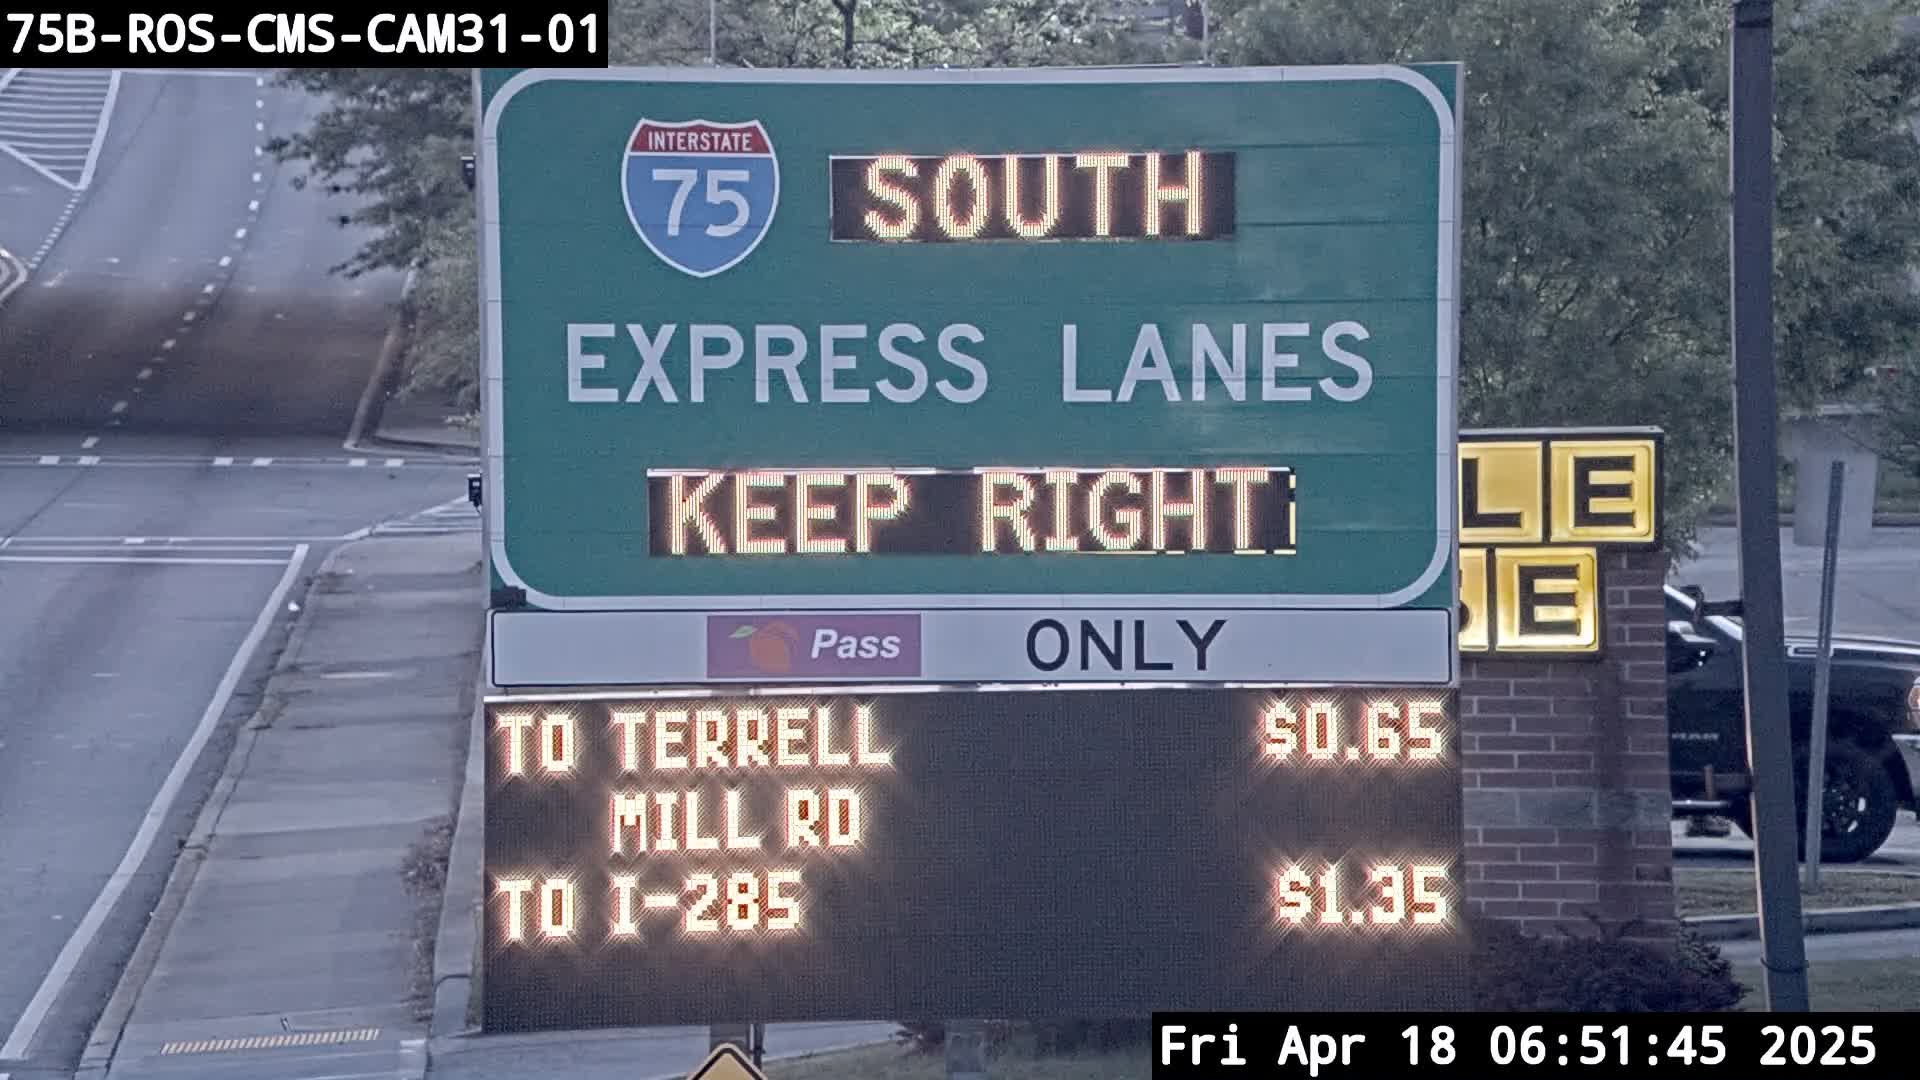 75B-ROS-CMS-CAM31-01
INTERSTATE
75
SOUTH
EXPRESS LANES
KEEP RIGHT
Pass ONLY
TO TERRELL $0.65
MILL RD
TO I-285 $1.35
LE
E
RAM
Fri Apr 18 06:51:45 2025